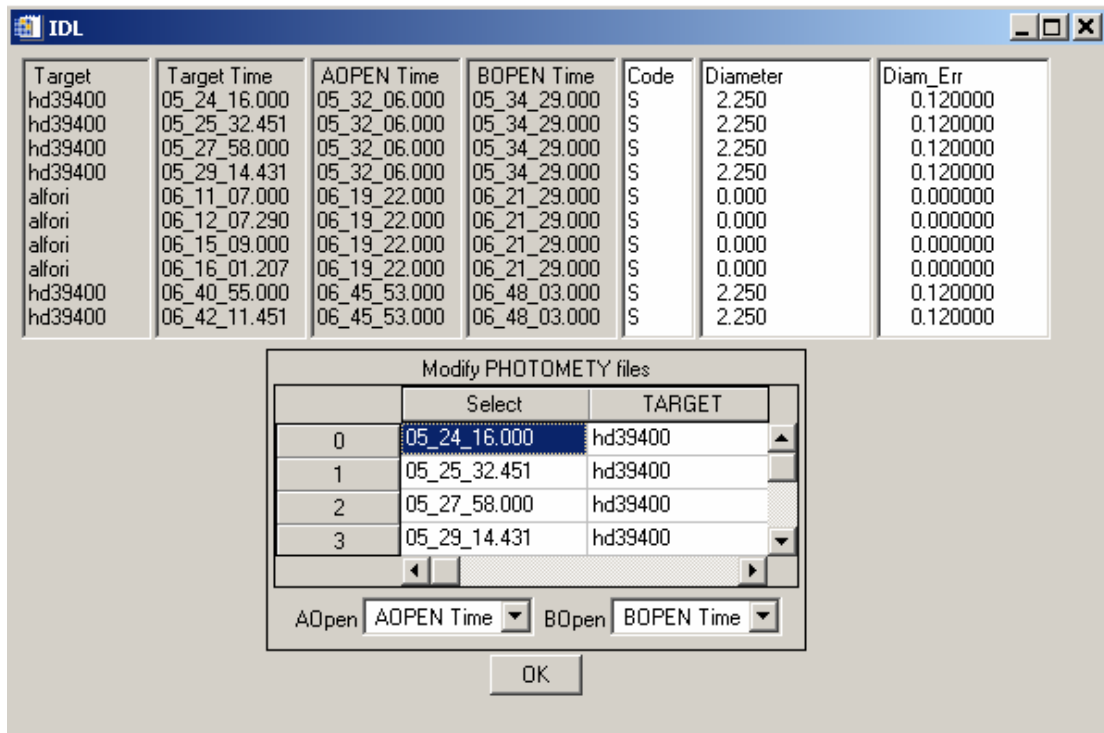 IDL
Target Target Time AOPEN Time BOPEN Time Code Diameter Diam_Err
hd39400 05_24_16.000 05_32_06.000 05_34_29.000 S 2.250 0.120000
hd39400 05_25_32.451 05_32_06.000 05_34_29.000 S 2.250 0.120000
hd39400 05_27_58.000 05_32_06.000 05_34_29.000 S 2.250 0.120000
hd39400 05_29_14.431 05_32_06.000 05_34_29.000 S 2.250 0.120000
alfori 06_11_07.000 06_19_22.000 06_21_29.000 S 0.000 0.000000
alfori 06_12_07.290 06_19_22.000 06_21_29.000 S 0.000 0.000000
alfori 06_15_09.000 06_19_22.000 06_21_29.000 S 0.000 0.000000
alfori 06_16_01.207 06_19_22.000 06_21_29.000 S 0.000 0.000000
hd39400 06_40_55.000 06_45_53.000 06_48_03.000 S 2.250 0.120000
hd39400 06_42_11.451 06_45_53.000 06_48_03.000 S 2.250 0.120000
Modify PHOTOMETY files
Select TARGET
0 05_24_16.000 hd39400
1 05_25_32.451 hd39400
2 05_27_58.000 hd39400
3 05_29_14.431 hd39400
AOpen AOPEN Time BOpen BOPEN Time
OK